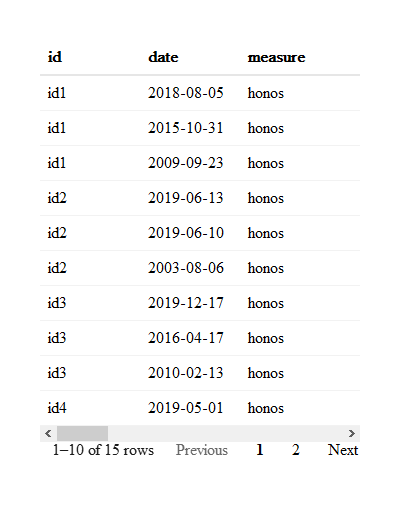 id date measure
id1 2018-08-05 honos
id1 2015-10-31 honos
id1 2009-09-23 honos
id2 2019-06-13 honos
id2 2019-06-10 honos
id2 2003-08-06 honos
id3 2019-12-17 honos
id3 2016-04-17 honos
id3 2010-02-13 honos
id4 2019-05-01 honos
1–10 of 15 rows Previous 1 2 Next